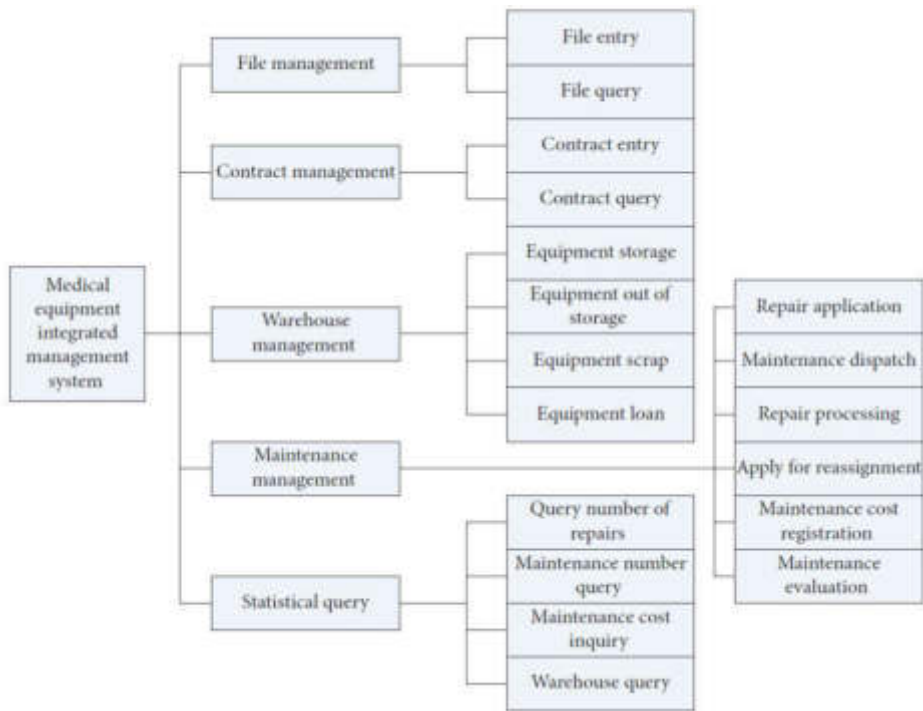 Medical
equipment
integrated
management
system
File management
Contract management
Warehouse
management
Maintenance
management
Statistical query
File entry
File query
Contract entry
Contract query
Equipment storage
Equipment out of
storage
Equipment scrap
Equipment loan
Repair application
Maintenance dispatch
Repair processing
Apply for reassignment
Maintenance cost
registration
Maintenance
evaluation
Query number of
repairs
Maintenance number
query
Maintenance cost
inquiry
Warehouse query